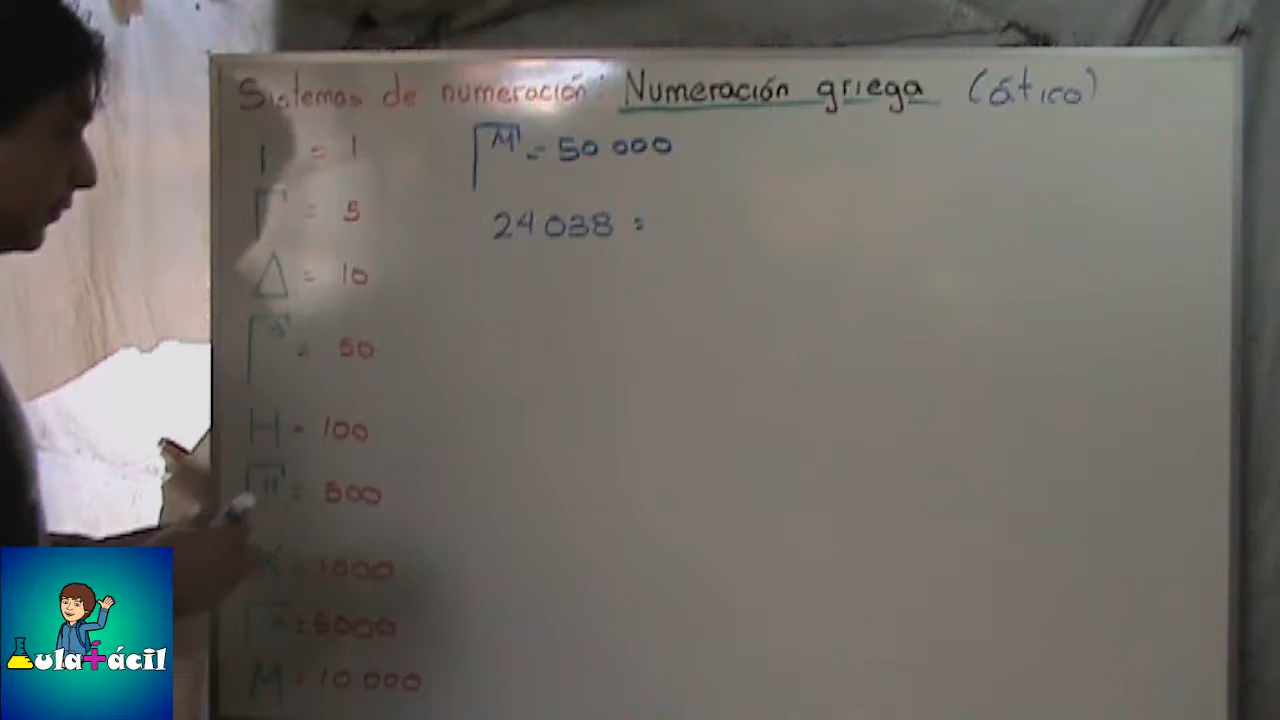 Sistemas de numeración: Numeración griega (ático)
I = 1
Γ = 5
Δ = 10
= 50
H = 100
= 500
X = 1000
= 5000
M = 10 000
M = 50 000
24 038 =
Aula+ácil